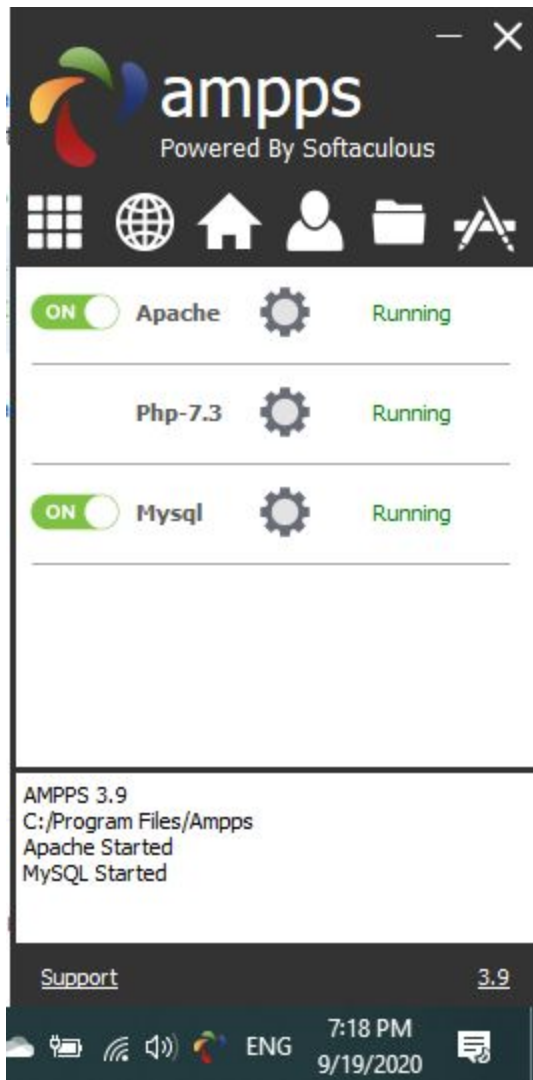 ampps
Powered By Softaculous
ON Apache Running
Php-7.3 Running
ON Mysql Running
AMPPS 3.9
C:/Program Files/Ampps
Apache Started
MySQL Started
Support 3.9
ENG 7:18 PM
9/19/2020